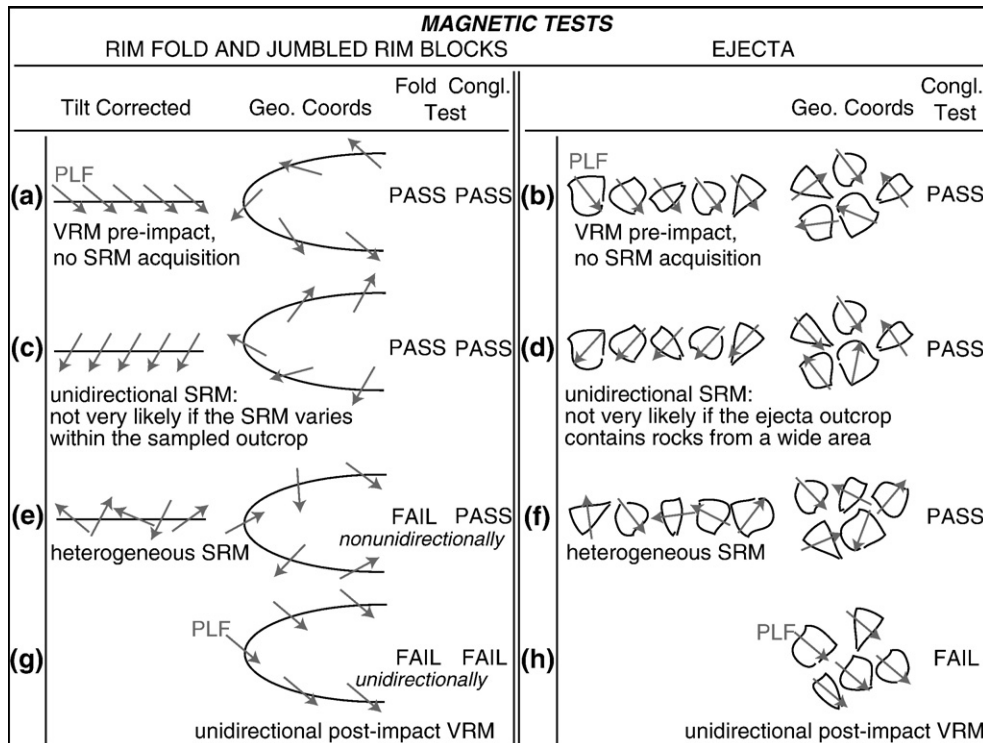 MAGNETIC TESTS
RIM FOLD AND JUMBLED RIM BLOCKS
EJECTA
Tilt Corrected
Geo. Coords
Fold Congl.
Test
Geo. Coords
Congl.
Test
(a)
PLF
VRM pre-impact,
no SRM acquisition
PASS PASS
(b)
PLF
VRM pre-impact,
no SRM acquisition
PASS
(c)
unidirectional SRM:
not very likely if the SRM varies
within the sampled outcrop
PASS PASS
(d)
unidirectional SRM:
not very likely if the ejecta outcrop
contains rocks from a wide area
PASS
(e)
heterogeneous SRM
FAIL PASS
nonunidirectionally
(f)
heterogeneous SRM
PASS
(g)
PLF
FAIL FAIL
unidirectionally
unidirectional post-impact VRM
(h)
PLF
FAIL
unidirectional post-impact VRM